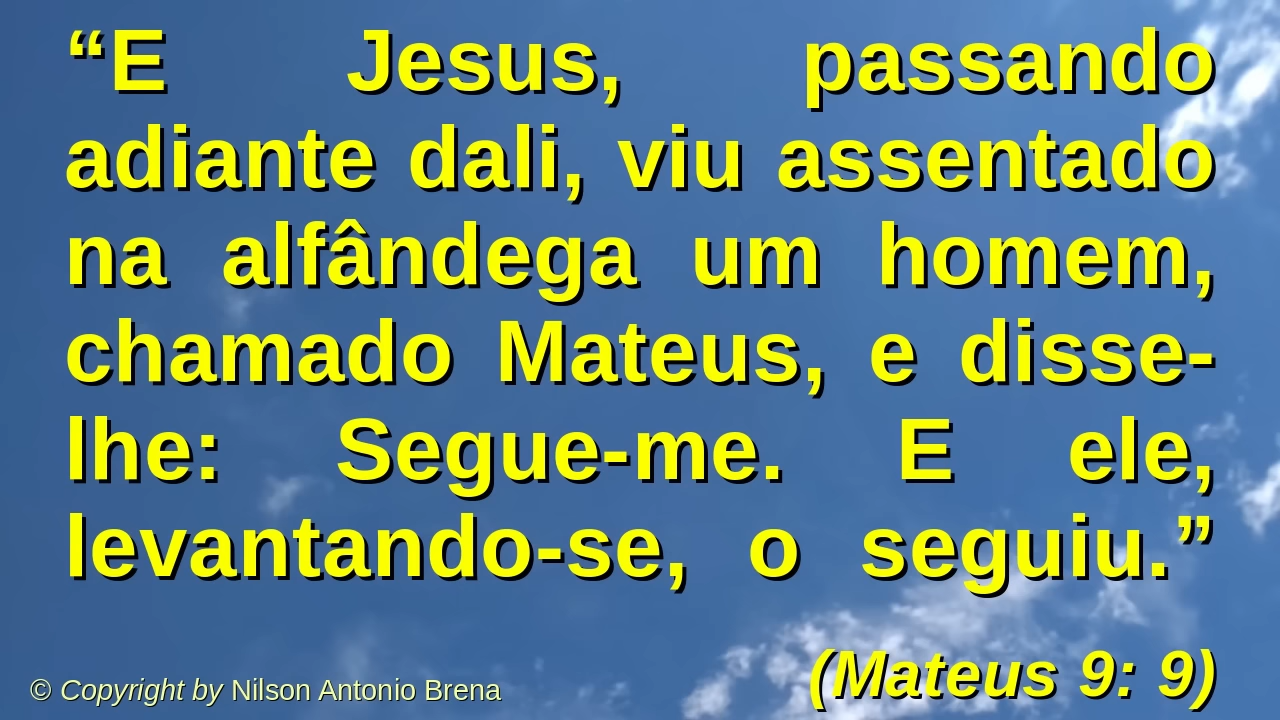 “E Jesus, passando
adiante dali, viu assentado
na alfândega um homem,
chamado Mateus, e disse-
lhe: Segue-me. E ele,
levantando-se, o seguiu.”
(Mateus 9: 9)
© Copyright by Nilson Antonio Brena